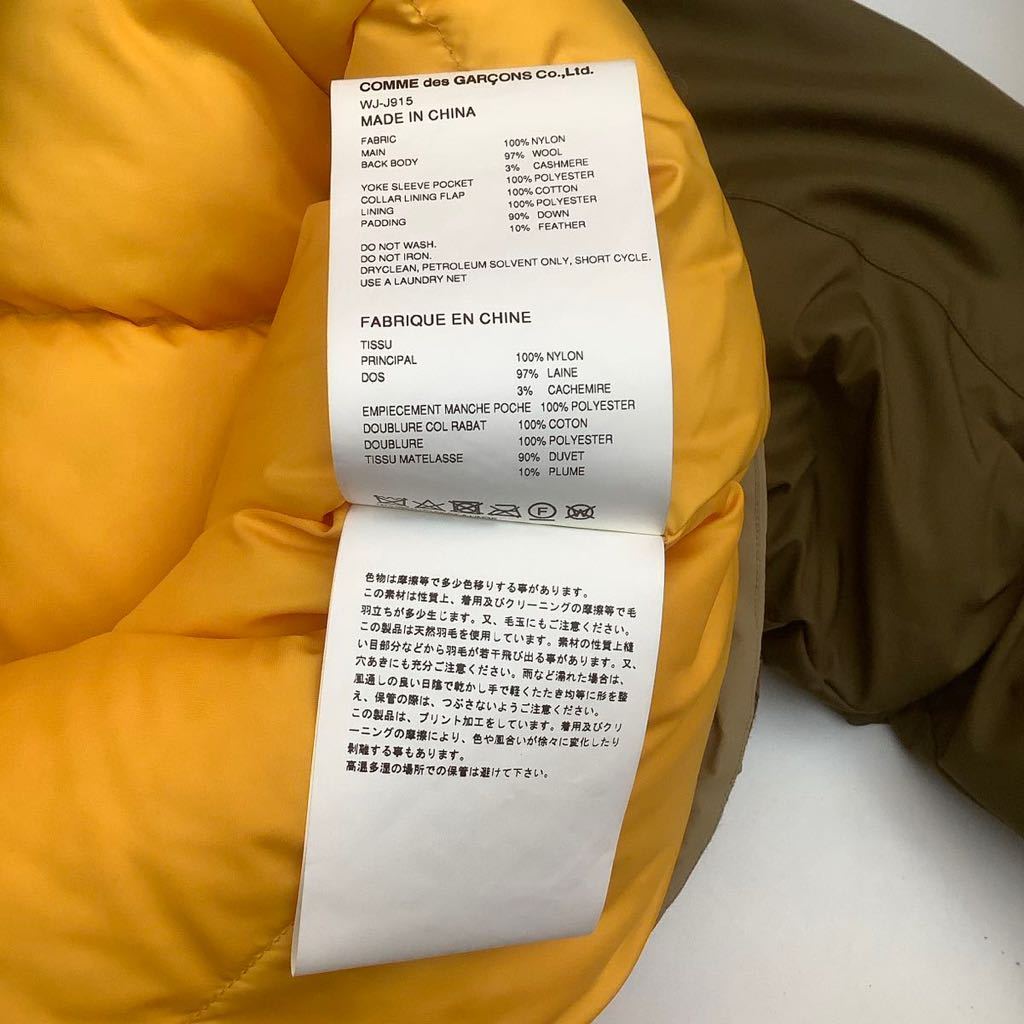 COMME des GARÇONS Co.,Ltd.
WJ-J915
MADE IN CHINA
FABRIC
MAIN 100% NYLON
BACK BODY 97% WOOL
3% CASHMERE
YOKE SLEEVE POCKET 100% POLYESTER
COLLAR LINING FLAP 100% COTTON
LINING 100% POLYESTER
PADDING 90% DOWN
10% FEATHER
DO NOT WASH.
DO NOT IRON.
DRYCLEAN, PETROLEUM SOLVENT ONLY, SHORT CYCLE.
USE A LAUNDRY NET
FABRIQUE EN CHINE
TISSU
PRINCIPAL 100% NYLON
DOS 97% LAINE
3% CACHEMIRE
EMPIECEMENT MANCHE POCHE 100% POLYESTER
DOUBLURE COL RABAT 100% COTON
DOUBLURE 100% POLYESTER
TISSU MATELASSE 90% DUVET
10% PLUME
F W
色物は摩擦等で多少色移りする事があります。
この素材は性質上、着用及びクリーニングの摩擦等で毛
羽立ちが多少生じます。又、毛玉にもご注意ください。
この製品は天然羽毛を使用しています。素材の性質上縫
い目部分などから羽毛が若干飛び出る事があります。又、
穴あきにも充分ご注意ください。雨など濡れた場合は、
風通しの良い日陰で乾かし手で軽くたたき均等に形を整
え、保管の際は、つぶさないようご注意ください。
この製品は、プリント加工をしています。着用及びクリ
ーニングの摩擦により、色や風合いが徐々に変化したり
剥離する事もあります。
高温多湿の場所での保管は避けて下さい。